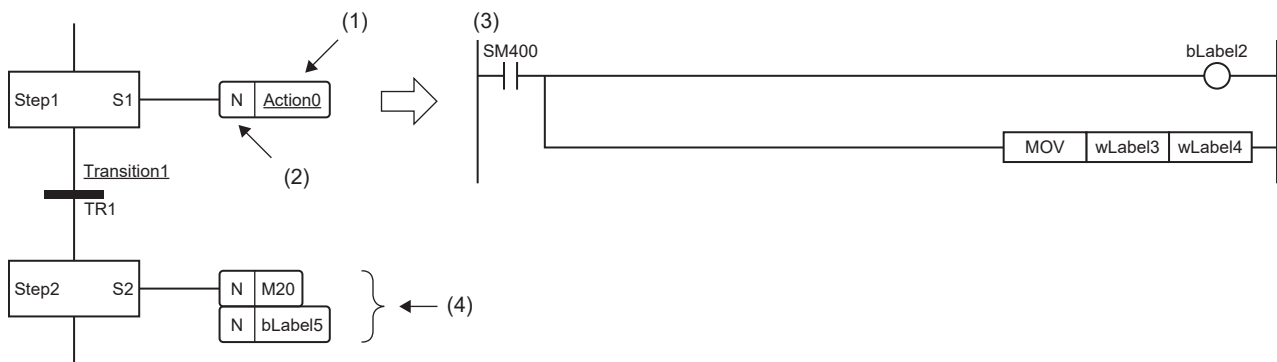 (1)
(3)
SM400
bLabel2
Step1 S1 N Action0
MOV wLabel3 wLabel4
(2)
Transition1
TR1
Step2 S2 N M20
N bLabel5
(4)